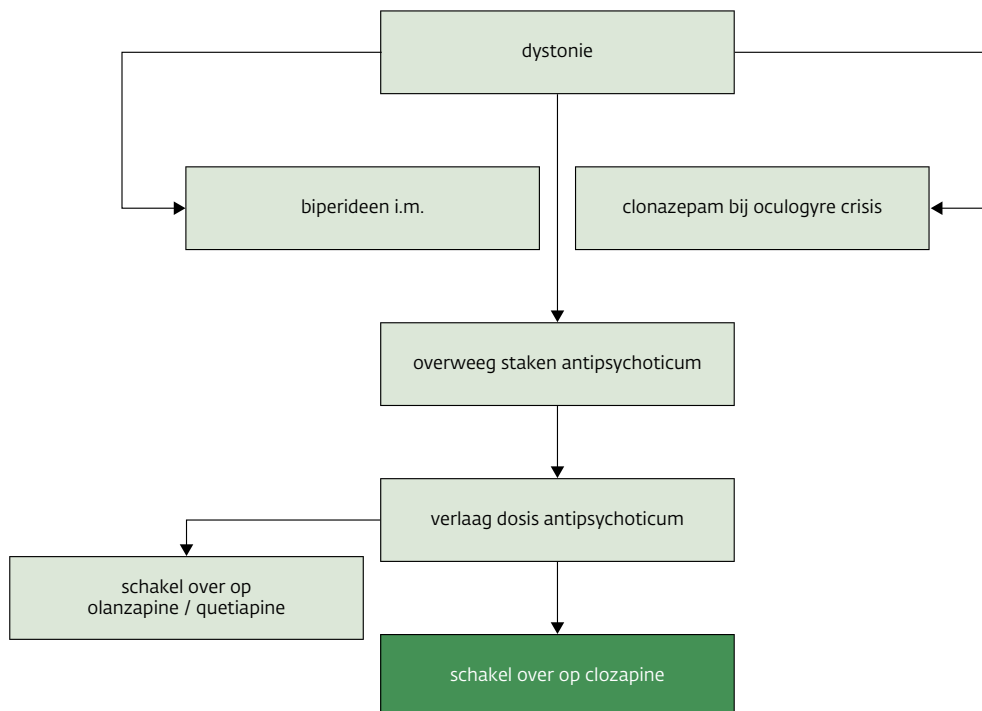 dystonie
biperideen i.m.
clonazepam bij oculogyre crisis
overweeg staken antipsychoticum
verlaag dosis antipsychoticum
schakel over op
olanzapine / quetiapine
schakel over op clozapine